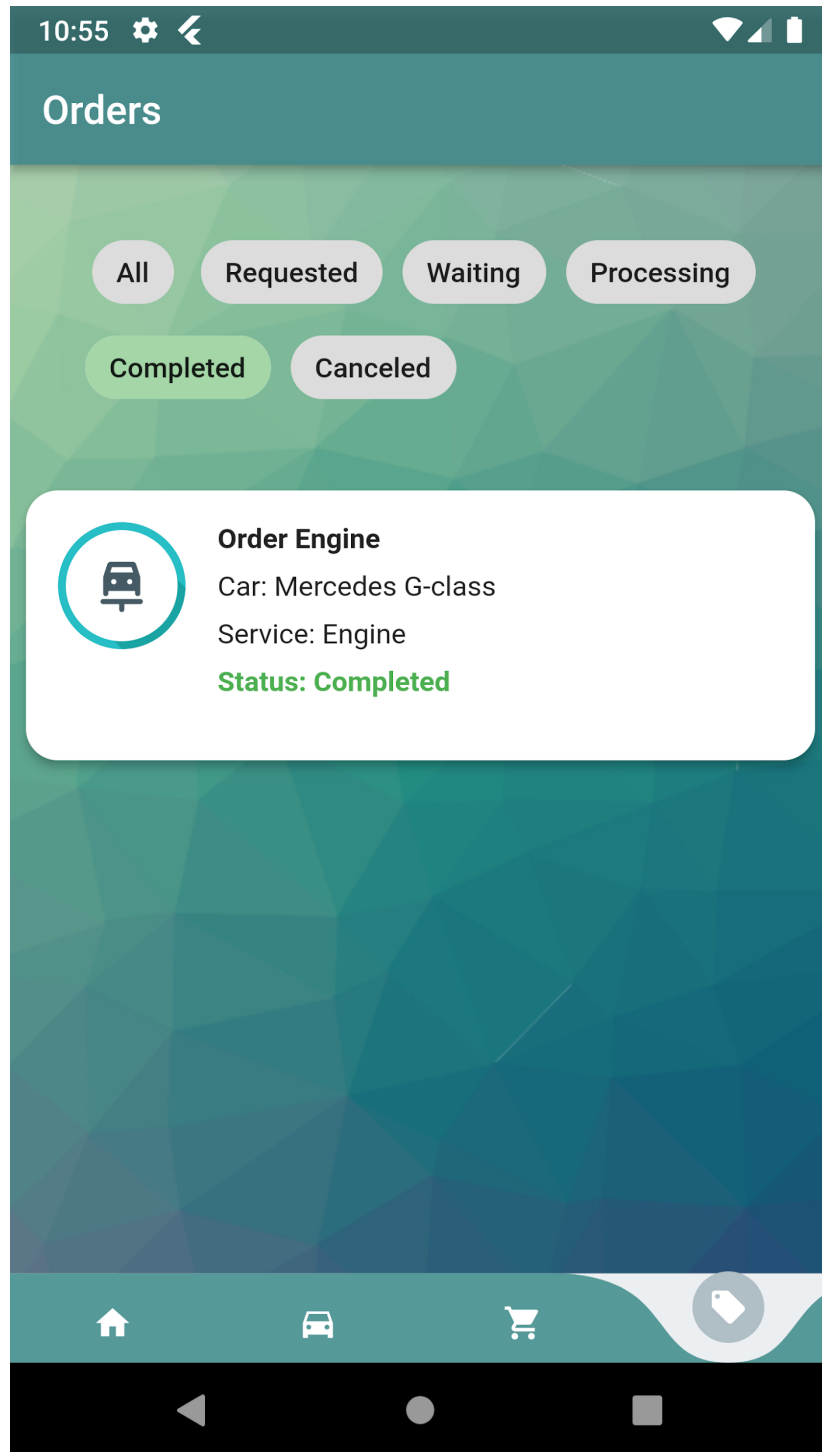 10:55
Orders
All Requested Waiting Processing
Completed Canceled
Order Engine
Car: Mercedes G-class
Service: Engine
Status: Completed